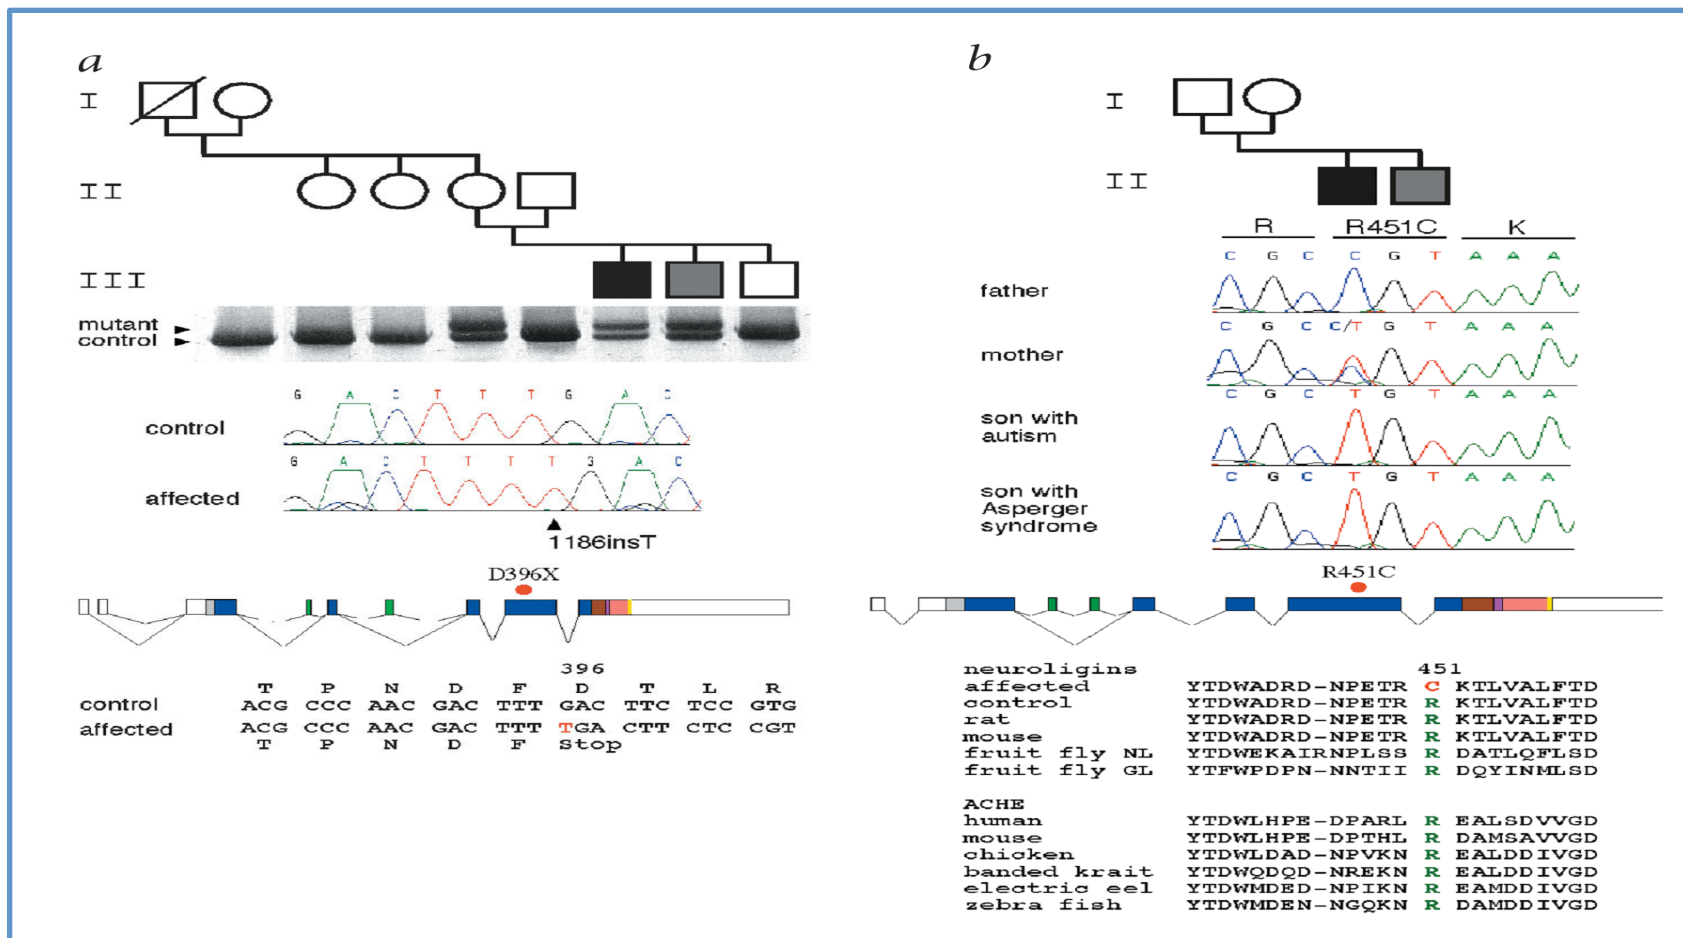 a
I
II
III
mutant
control
G A C T T T G A C
control
G A C T T T T G A C
affected
1186insT
D396X
396
T P N D F D T L R
control ACG CCC AAC GAC TTT GAC TTC TCC GTG
affected ACG CCC AAC GAC TTT TGA CTT CTC CGT
T P N D F Stop
b
I
II
R R451C K
C G C C G T A A A
father
C G C C/T G T A A A
mother
C G C T G T A A A
son with
autism
C G C T G T A A A
son with
Asperger
syndrome
R451C
neuroligins 451
affected YTDWADRD-NPETR C KTLVALFTD
control YTDWADRD-NPETR R KTLVALFTD
rat YTDWADRD-NPETR R KTLVALFTD
mouse YTDWADRD-NPETR R KTLVALFTD
fruit fly NL YTDWEKAIRNPLSS R DATLQFLSD
fruit fly GL YTFWPDPN-NNTII R DQYINMLSD
ACHE
human YTDWLHPE-DPARL R EALSDVVGD
mouse YTDWLHPE-DPTHL R DAMSAVVGD
chicken YTDWLDAD-NPVKN R EALDDIVGD
banded krait YTDWQDQD-NREKN R EALDDIVGD
electric eel YTDWMDED-NPIKN R EAMDDIVGD
zebra fish YTDWMDEN-NGQKN R DAMDDIVGD